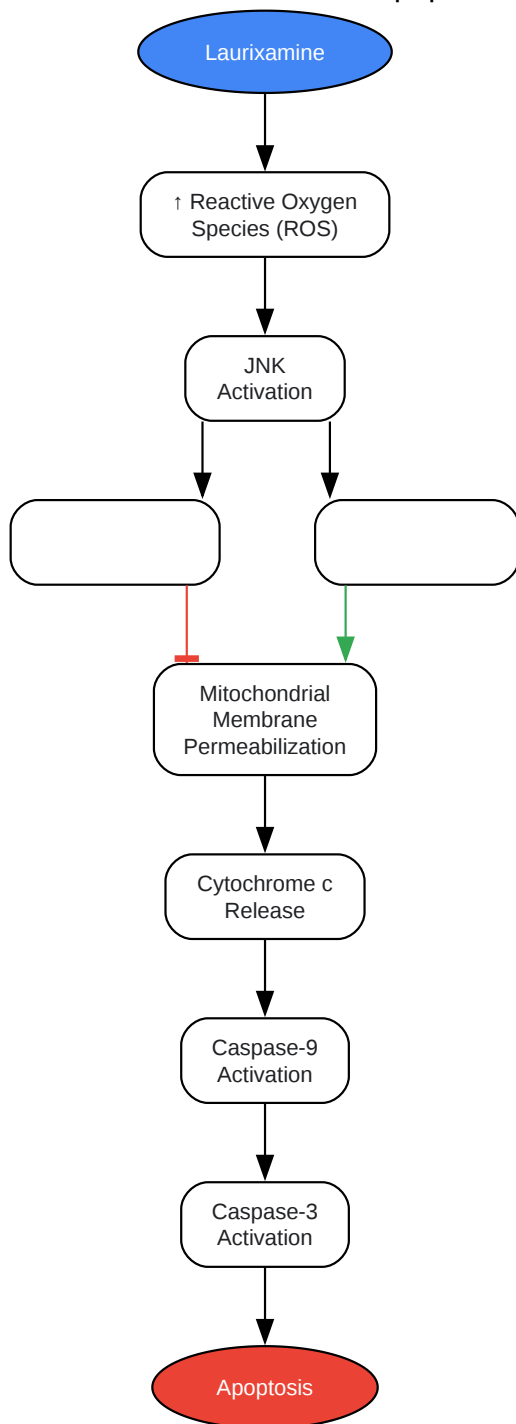 Laurixamine
↑ Reactive Oxygen
Species (ROS)
JNK
Activation
Mitochondrial
Membrane
Permeabilization
Cytochrome c
Release
Caspase-9
Activation
Caspase-3
Activation
Apoptosis